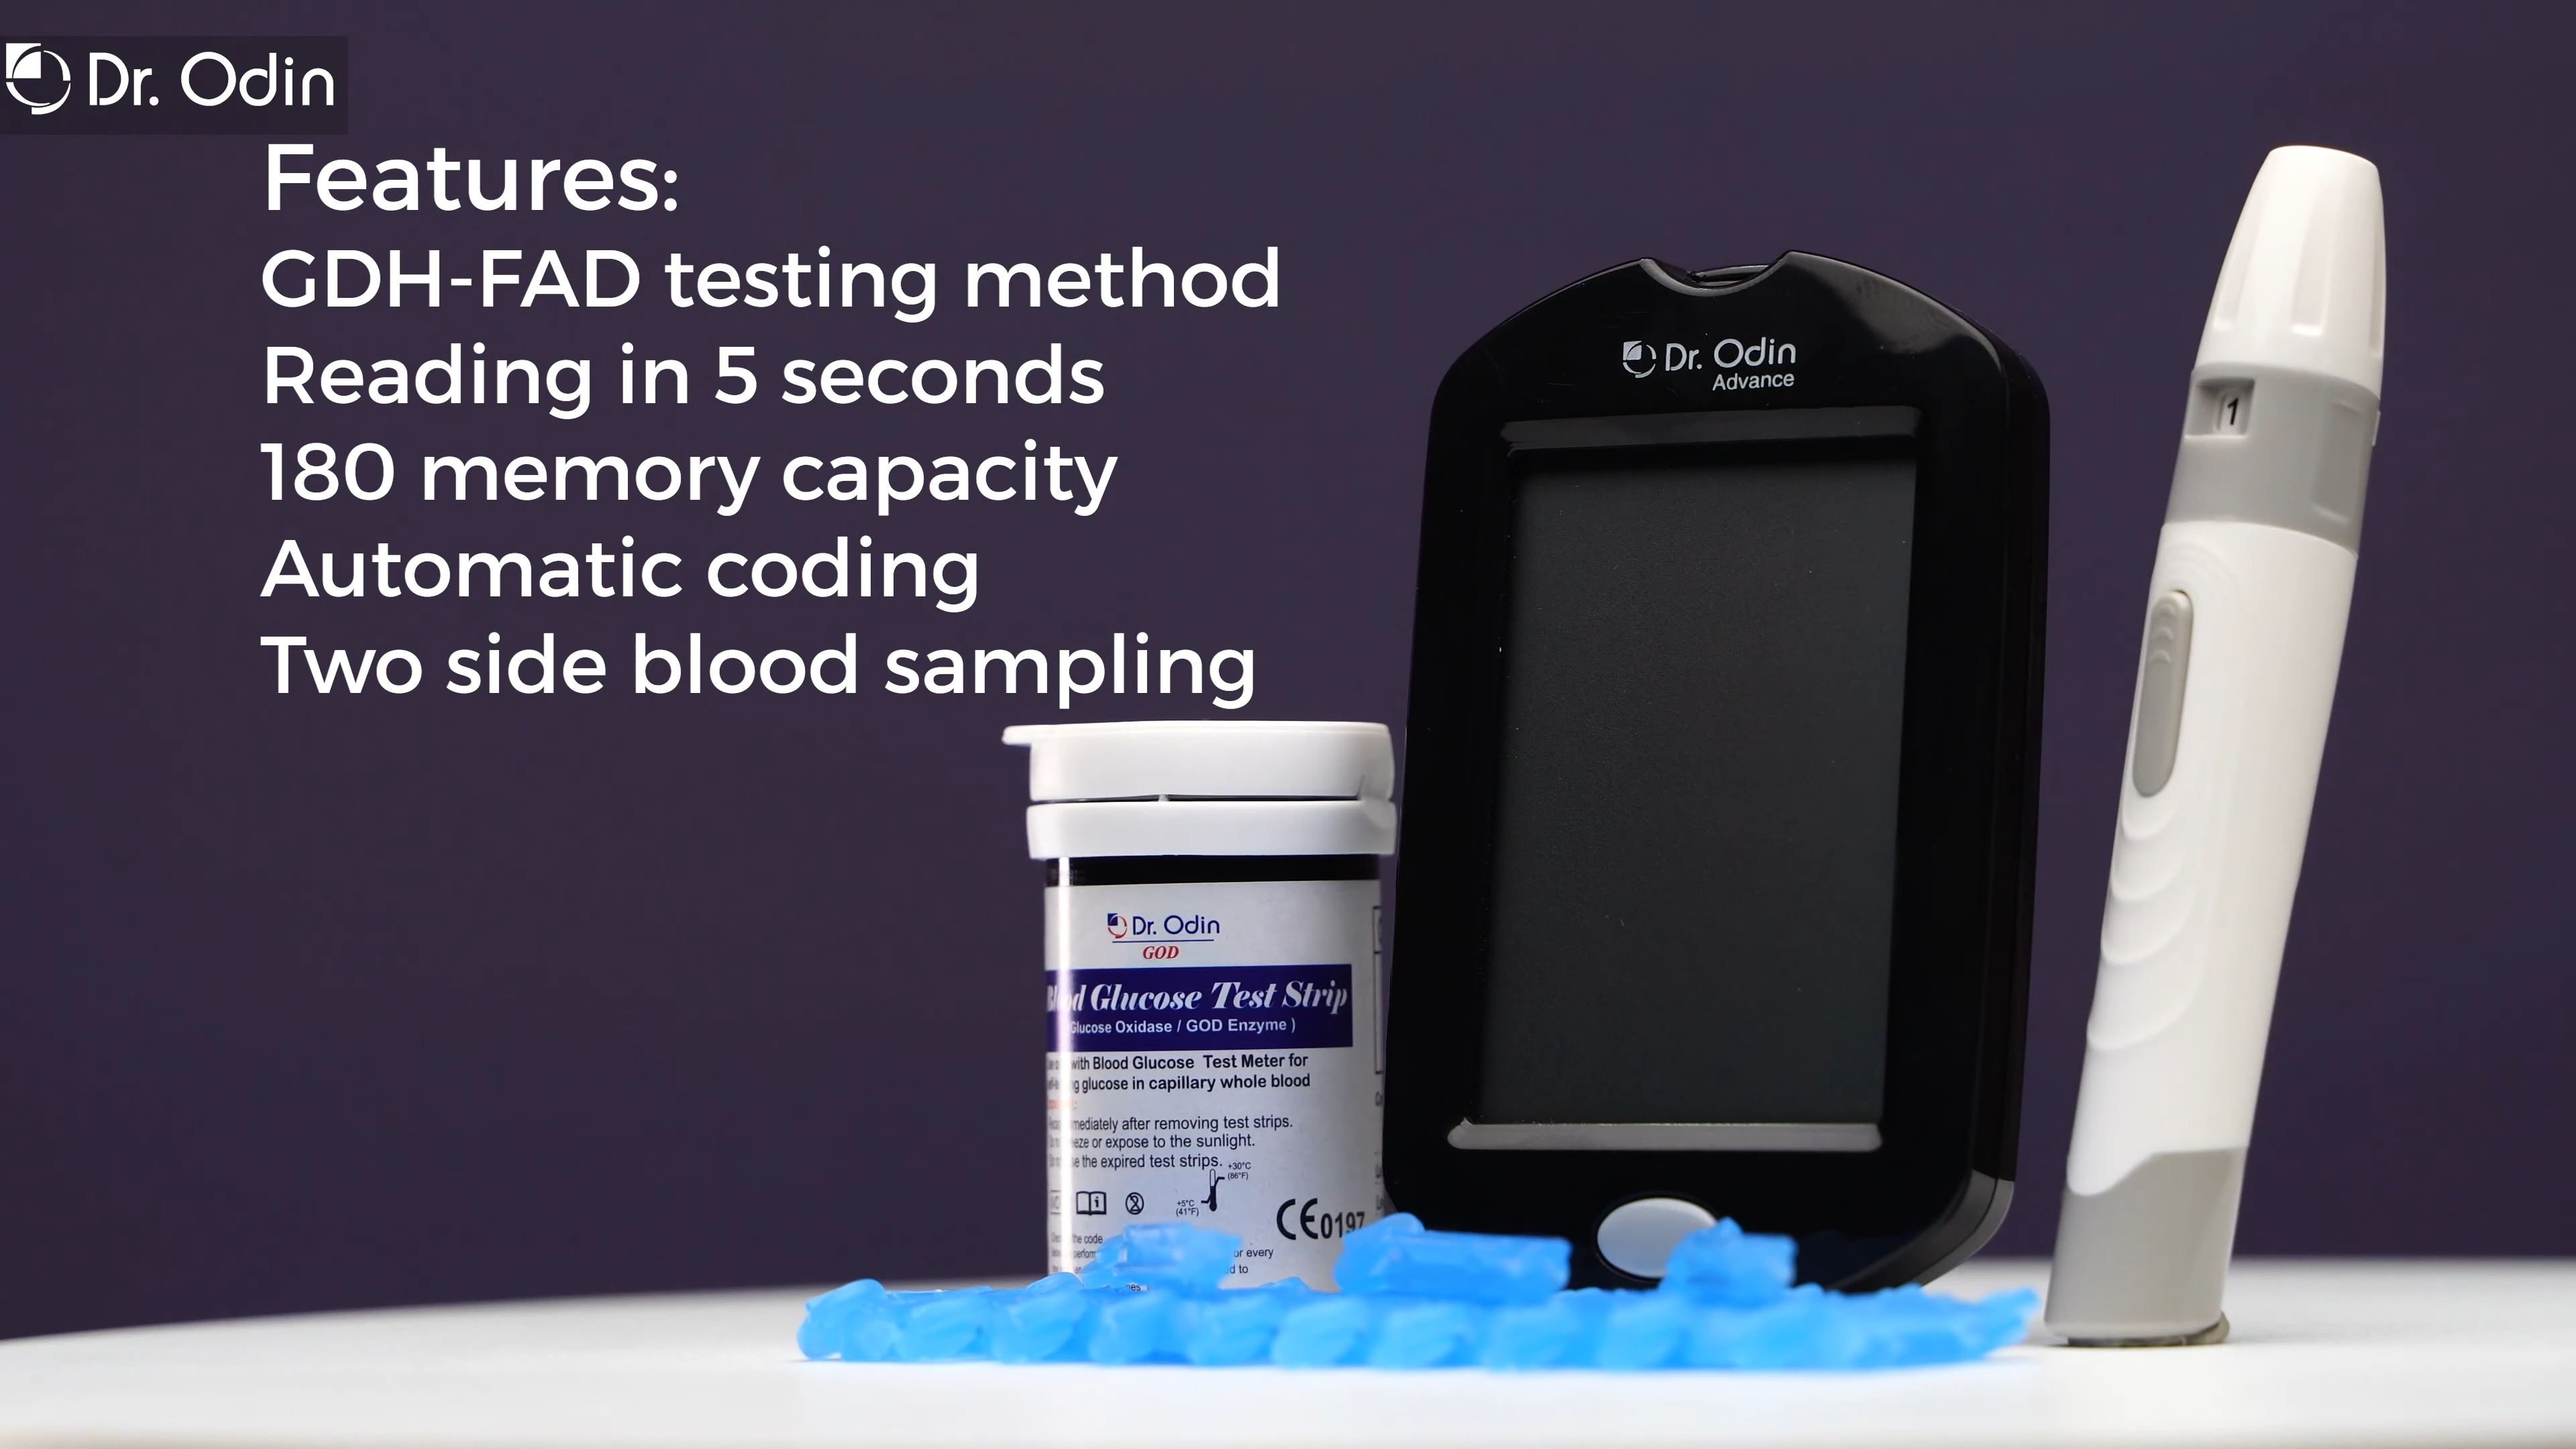 Dr. Odin
Features:
GDH-FAD testing method
Reading in 5 seconds
180 memory capacity
Automatic coding
Two side blood sampling
Dr. Odin
Advance
1
Dr. Odin
GOD
Glucose Test Strip
Glucose Oxidase / GOD Enzyme )
with Blood Glucose Test Meter for
glucose in capillary whole blood
after removing test strips.
or expose to the sunlight.
the expired test strips.
+30°C
(86°F)
+5°C
(41°F)
CE0197
the code
or every
to